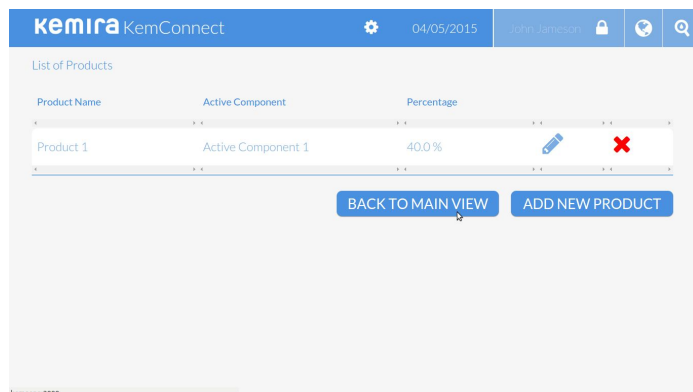 Kemira KemConnect 04/05/2015 John Jameson
List of Products
Product Name Active Component Percentage
Product 1 Active Component 1 40.0 %
BACK TO MAIN VIEW ADD NEW PRODUCT